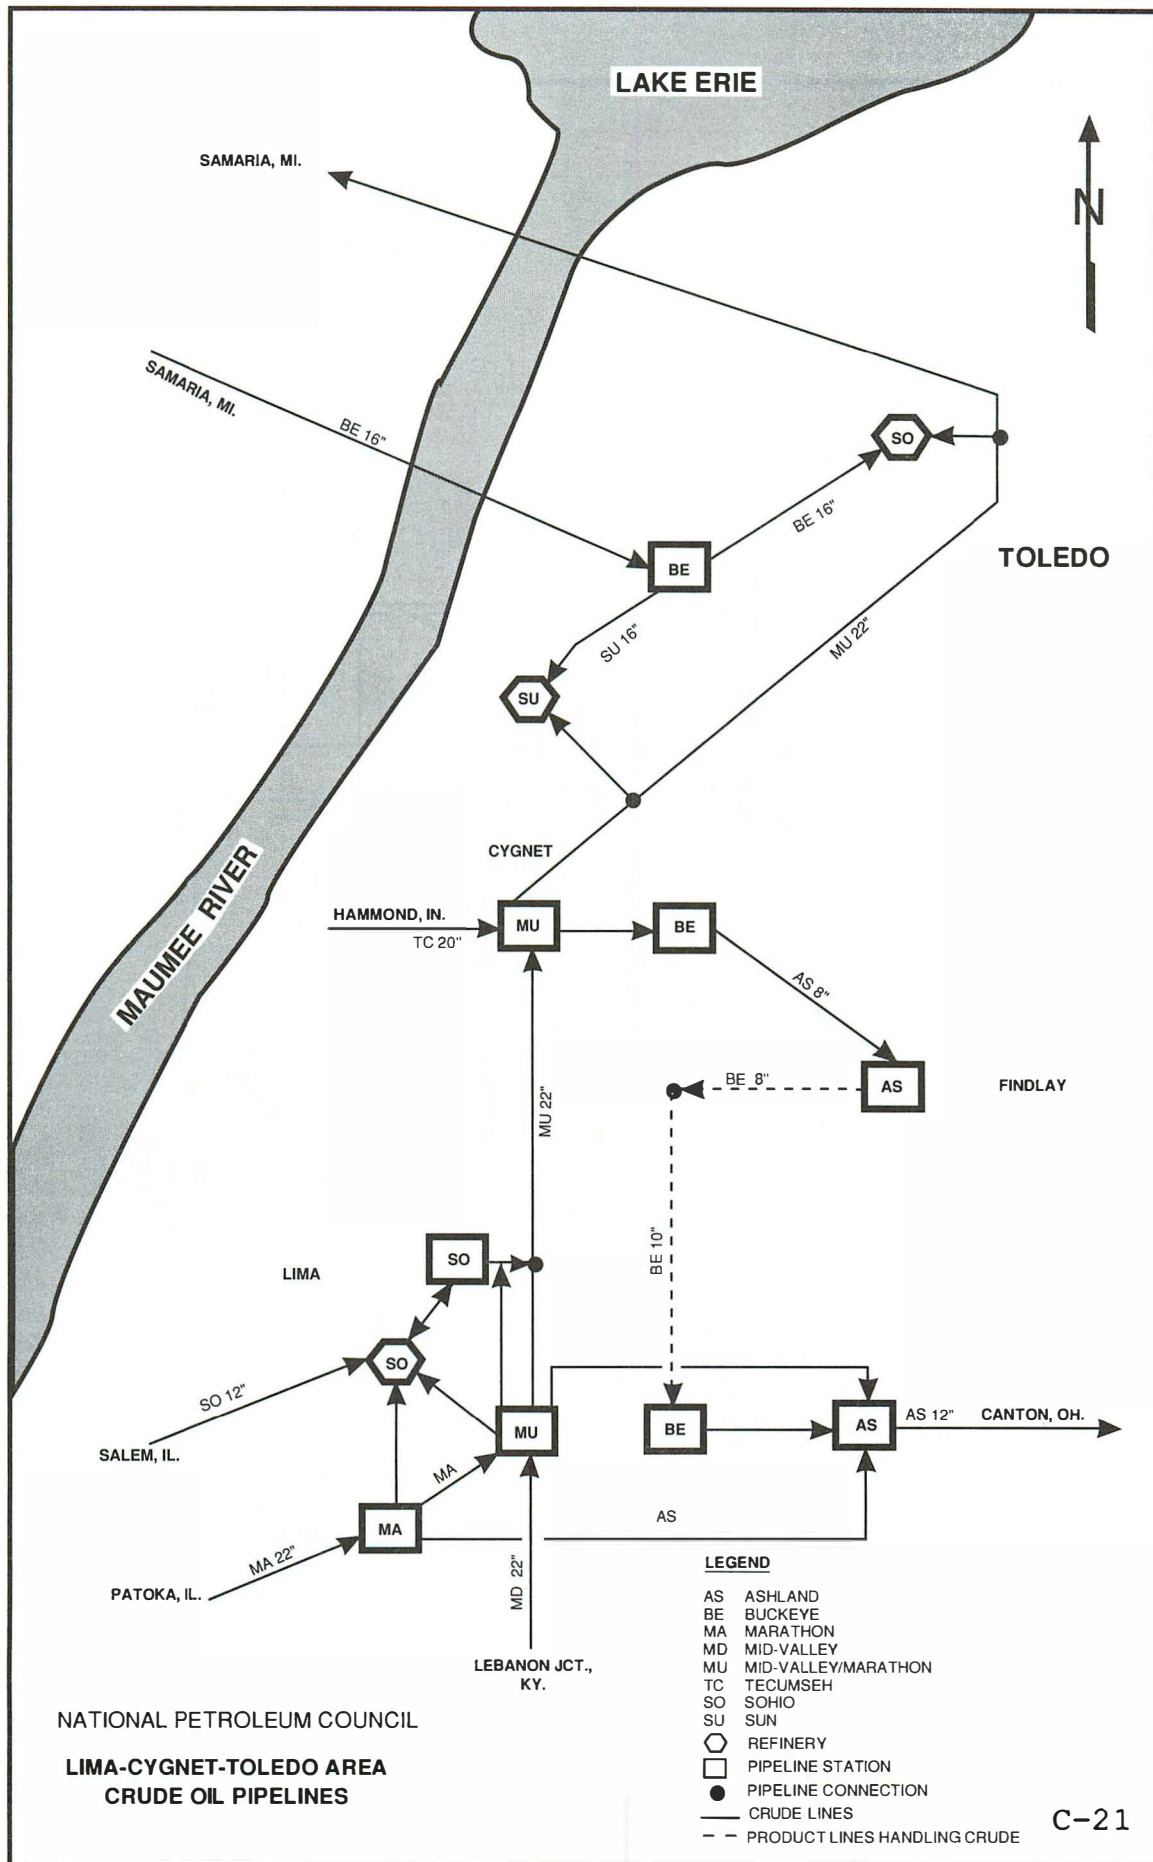 LAKE ERIE
SAMARIA, MI.
N
SAMARIA, MI.
BE 16"
SO
BE 16"
BE
TOLEDO
SU 16"
MU 22"
SU
CYGNET
MAUMEE RIVER
HAMMOND, IN.
TC 20"
MU
BE
AS 8"
BE 8"
AS
FINDLAY
MU 22"
BE 10"
SO
LIMA
SO
SO 12"
SALEM, IL.
MU
BE
AS
AS 12"
CANTON, OH.
MA
MA
AS
MA 22"
PATOKA, IL.
MD 22"
LEBANON JCT.,
KY.
LEGEND
AS ASHLAND
BE BUCKEYE
MA MARATHON
MD MID-VALLEY
MU MID-VALLEY/MARATHON
TC TECUMSEH
SO SOHIO
SU SUN
REFINERY
PIPELINE STATION
PIPELINE CONNECTION
CRUDE LINES
PRODUCT LINES HANDLING CRUDE
NATIONAL PETROLEUM COUNCIL
LIMA-CYGNET-TOLEDO AREA
CRUDE OIL PIPELINES
C-21